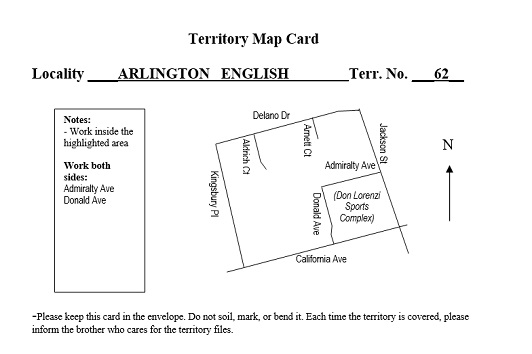 Territory Map Card
Locality ____ARLINGTON ENGLISH________Terr. No. ___62__
Notes:
- Work inside the
highlighted area
Work both
sides:
Admiralty Ave
Donald Ave
Delano Dr
Arnett Ct
Aldrich Ct
Jackson St
N
Admiralty Ave
Kingsbury Pl
Donald Ave
(Don Lorenzi
Sports
Complex)
California Ave
-Please keep this card in the envelope. Do not soil, mark, or bend it. Each time the territory is covered, please
inform the brother who cares for the territory files.